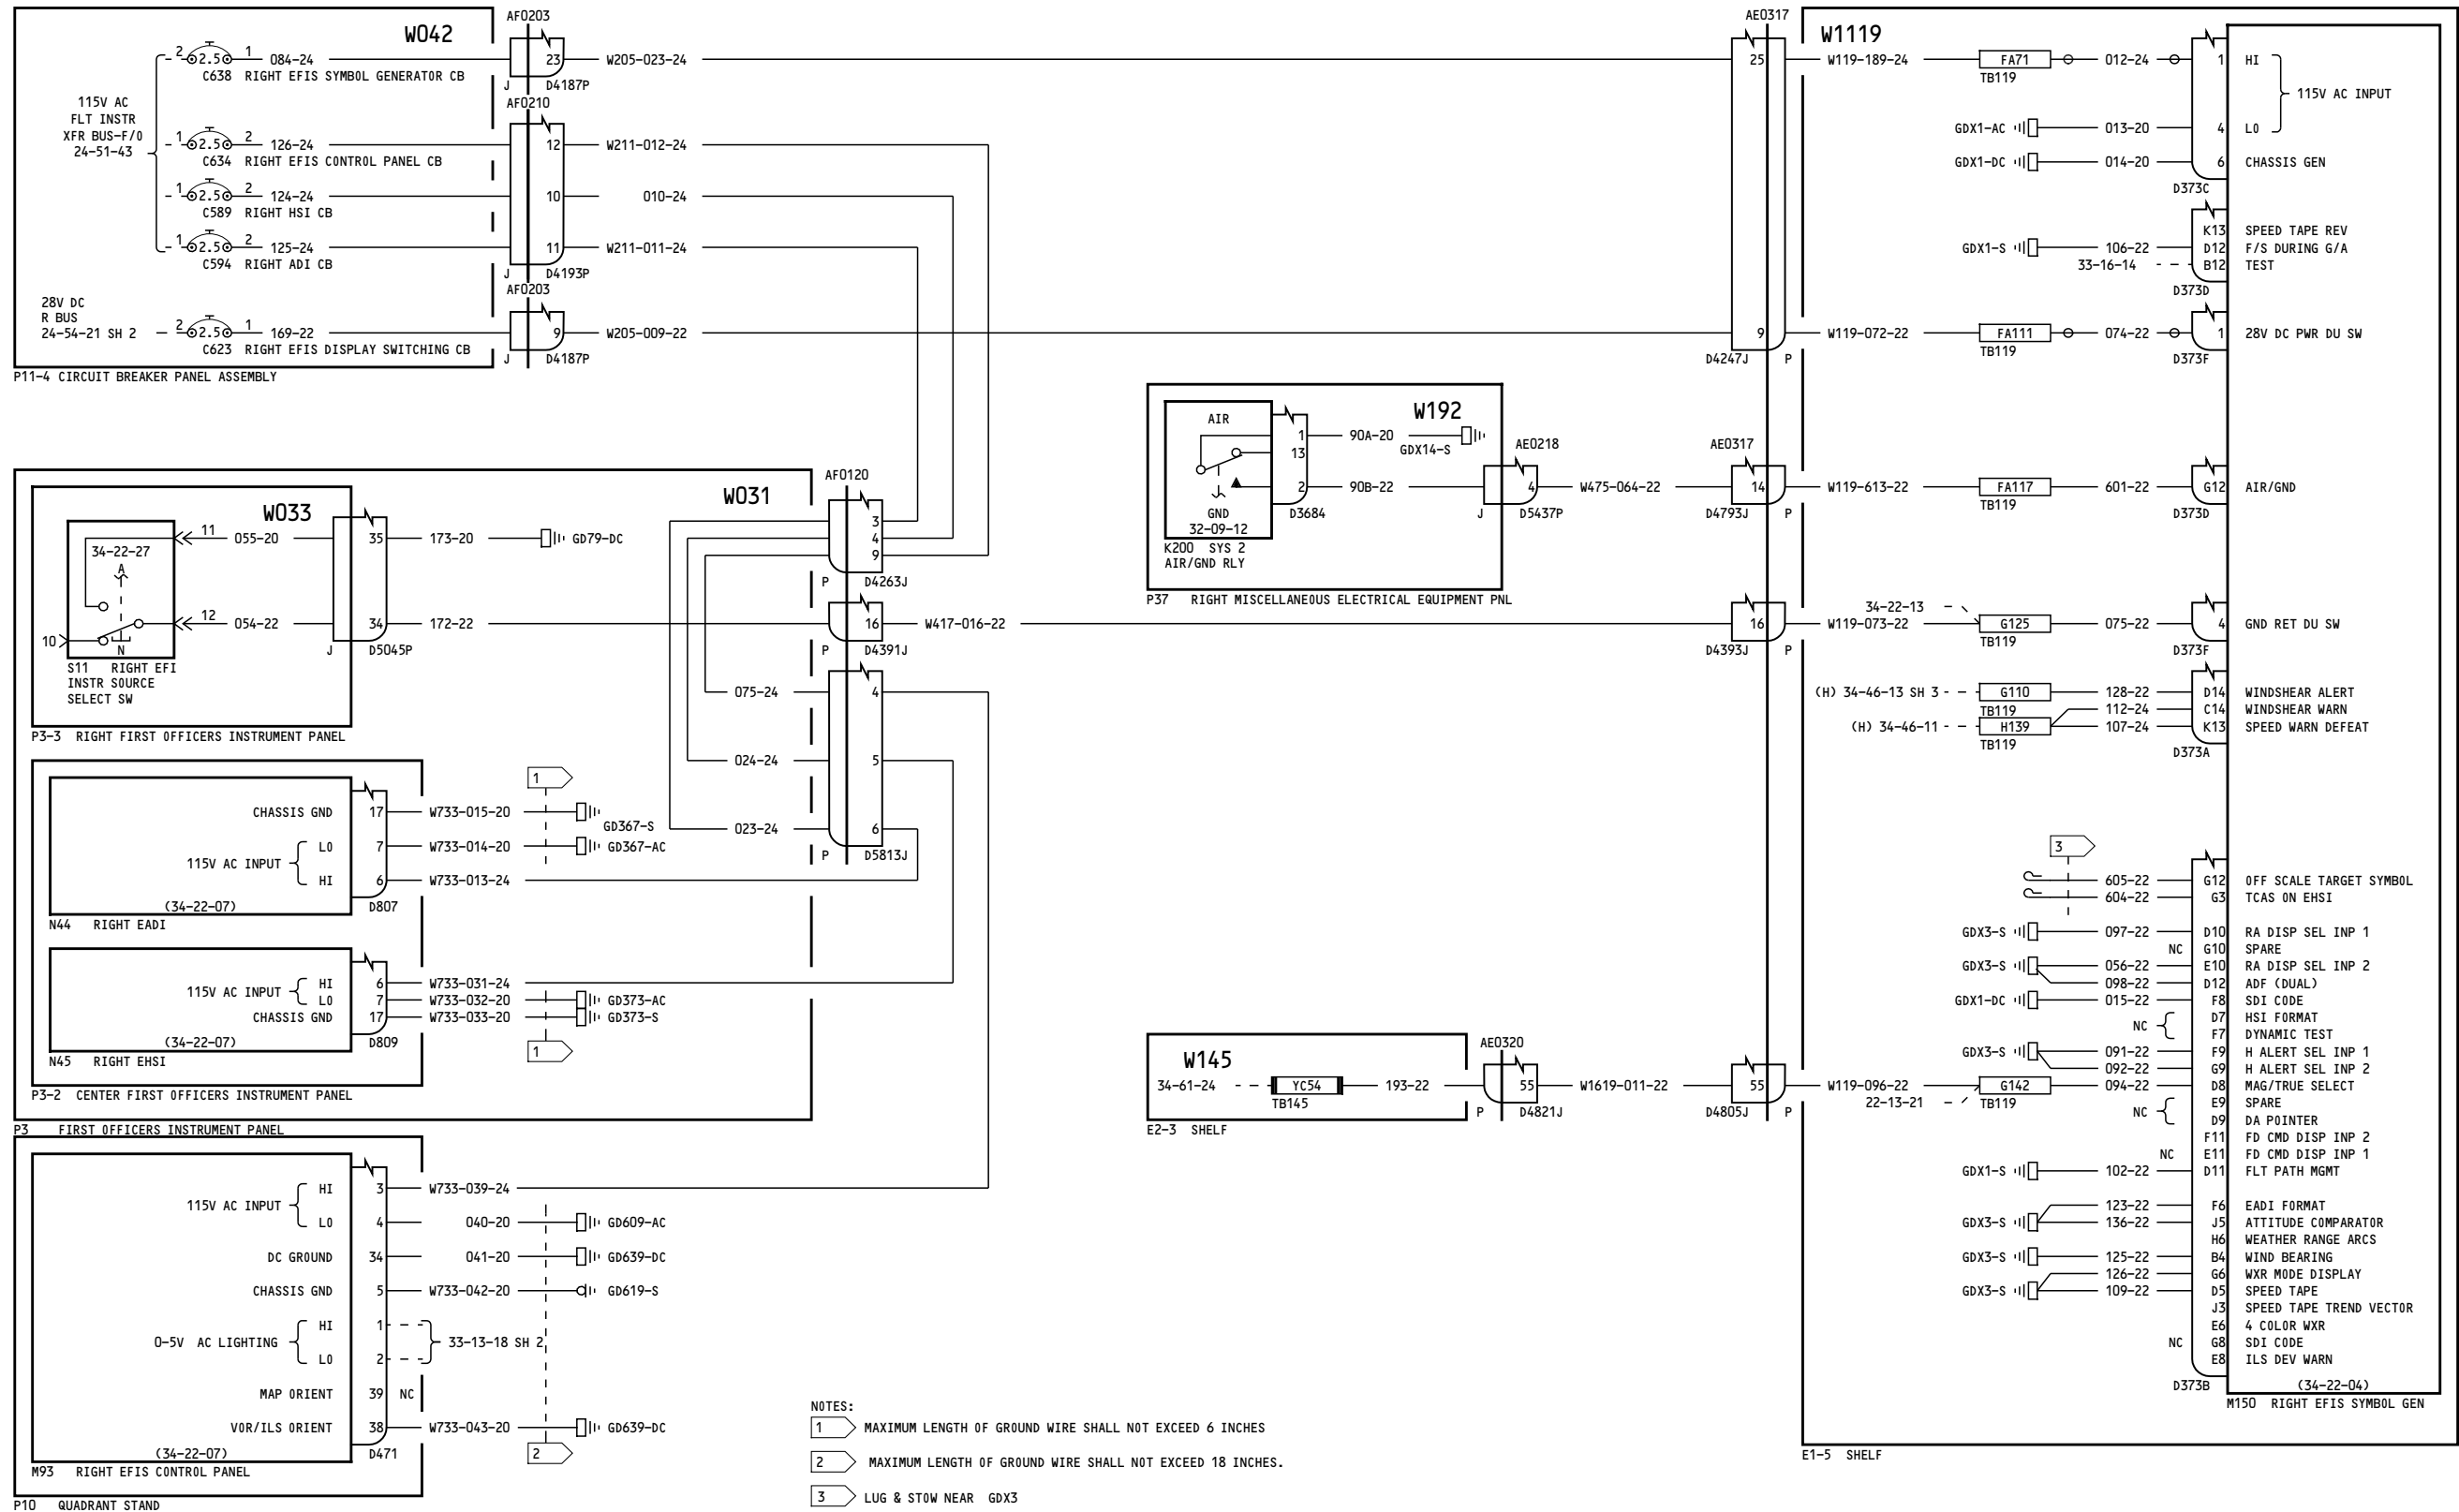 W042
AF0203
2 2.5 1 084-24
C638 RIGHT EFIS SYMBOL GENERATOR CB
23 W205-023-24
J D4187P
115V AC
FLT INSTR
XFR BUS-F/O
24-51-43
AF0210
1 2.5 2 126-24
C634 RIGHT EFIS CONTROL PANEL CB
12 W211-012-24
1 2.5 2 124-24
C589 RIGHT HSI CB
10 010-24
1 2.5 2 125-24
C594 RIGHT ADI CB
11 W211-011-24
J D4193P
AF0203
28V DC
R BUS
24-54-21 SH 2
2 2.5 1 169-22
C623 RIGHT EFIS DISPLAY SWITCHING CB
9 W205-009-22
J D4187P
P11-4 CIRCUIT BREAKER PANEL ASSEMBLY
AE0317
W1119
25 W119-189-24 FA71 012-24 1 HI
TB119
115V AC INPUT
GDX1-AC 013-20 4 LO
GDX1-DC 014-20 6 CHASSIS GEN
D373C
K13 SPEED TAPE REV
GDX1-S 106-22 D12 F/S DURING G/A
33-16-14 B12 TEST
D373D
9 W119-072-22 FA111 074-22 1 28V DC PWR DU SW
D4247J P TB119 D373F
W192
AIR
1 90A-20
GDX14-S
13
2 90B-22
GND
32-09-12
D3684
K200 SYS 2
AIR/GND RLY
P37 RIGHT MISCELLANEOUS ELECTRICAL EQUIPMENT PNL
AE0218
4 W475-064-22
J D5437P
AE0317
14 W119-613-22 FA117 601-22 G12 AIR/GND
D4793J P TB119 D373D
W031
W033
AF0120
34-22-27
A
N
10
11 055-20 35 173-20 GD79-DC
12 054-22 34 172-22
J D5045P
S11 RIGHT EFI
INSTR SOURCE
SELECT SW
P3-3 RIGHT FIRST OFFICERS INSTRUMENT PANEL
3
4
9
P D4263J
16 W417-016-22
P D4391J
34-22-13
16 W119-073-22 G125 075-22 4 GND RET DU SW
D4393J P TB119 D373F
(H) 34-46-13 SH 3 G110 128-22 D14 WINDSHEAR ALERT
TB119 112-24 C14 WINDSHEAR WARN
(H) 34-46-11 H139 107-24 K13 SPEED WARN DEFEAT
TB119 D373A
075-24 4
024-24 5
023-24 6
P D5813J
1
CHASSIS GND 17 W733-015-20 GD367-S
LO 7 W733-014-20 GD367-AC
115V AC INPUT
HI 6 W733-013-24
(34-22-07) D807
N44 RIGHT EADI
115V AC INPUT
HI 6 W733-031-24
LO 7 W733-032-20 GD373-AC
CHASSIS GND 17 W733-033-20 GD373-S
(34-22-07) D809
N45 RIGHT EHSI
1
P3-2 CENTER FIRST OFFICERS INSTRUMENT PANEL
P3 FIRST OFFICERS INSTRUMENT PANEL
HI 3 W733-039-24
115V AC INPUT
LO 4 040-20 GD609-AC
DC GROUND 34 041-20 GD639-DC
CHASSIS GND 5 W733-042-20 GD619-S
HI 1
0-5V AC LIGHTING 33-13-18 SH 2
LO 2
MAP ORIENT 39 NC
VOR/ILS ORIENT 38 W733-043-20 GD639-DC
(34-22-07) D471
2
M93 RIGHT EFIS CONTROL PANEL
P10 QUADRANT STAND
W145
34-61-24 YC54 193-22
TB145
E2-3 SHELF
AE0320
55 W1619-011-22
P D4821J
55 W119-096-22 G142 094-22 D8 MAG/TRUE SELECT
D4805J P 22-13-21 TB119
3
605-22 G12 OFF SCALE TARGET SYMBOL
604-22 G3 TCAS ON EHSI
GDX3-S 097-22 D10 RA DISP SEL INP 1
NC G10 SPARE
GDX3-S 056-22 E10 RA DISP SEL INP 2
098-22 D12 ADF (DUAL)
GDX1-DC 015-22 F8 SDI CODE
NC
D7 HSI FORMAT
F7 DYNAMIC TEST
GDX3-S 091-22 F9 H ALERT SEL INP 1
092-22 G9 H ALERT SEL INP 2
NC
E9 SPARE
D9 DA POINTER
F11 FD CMD DISP INP 2
NC E11 FD CMD DISP INP 1
GDX1-S 102-22 D11 FLT PATH MGMT
123-22 F6 EADI FORMAT
GDX3-S 136-22 J5 ATTITUDE COMPARATOR
H6 WEATHER RANGE ARCS
GDX3-S 125-22 B4 WIND BEARING
126-22 G6 WXR MODE DISPLAY
GDX3-S 109-22 D5 SPEED TAPE
J3 SPEED TAPE TREND VECTOR
E6 4 COLOR WXR
NC G8 SDI CODE
E8 ILS DEV WARN
D373B (34-22-04)
M150 RIGHT EFIS SYMBOL GEN
E1-5 SHELF
NOTES:
1 MAXIMUM LENGTH OF GROUND WIRE SHALL NOT EXCEED 6 INCHES
2 MAXIMUM LENGTH OF GROUND WIRE SHALL NOT EXCEED 18 INCHES.
3 LUG & STOW NEAR GDX3